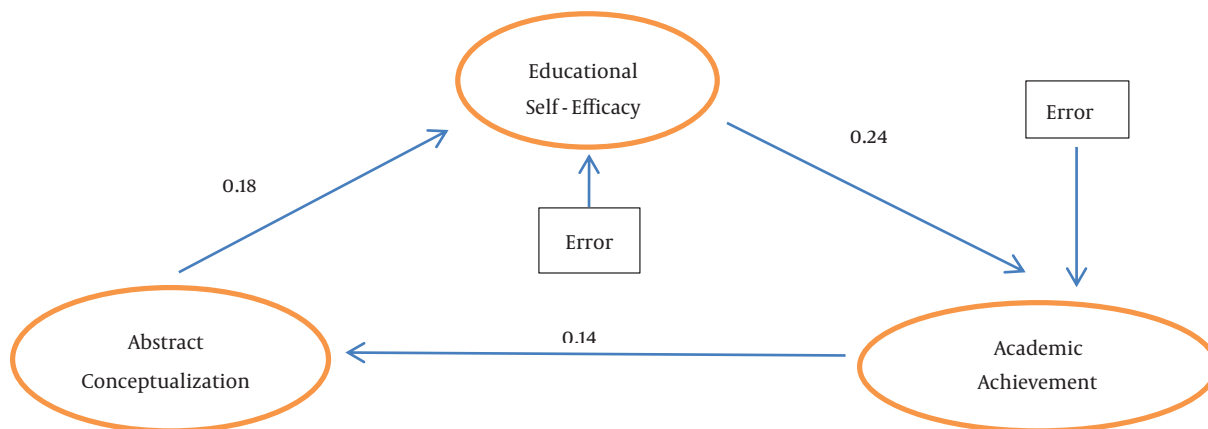 Educational
Self - Efficacy
Error
0.24
0.18
Error
Abstract
Conceptualization
0.14
Academic
Achievement